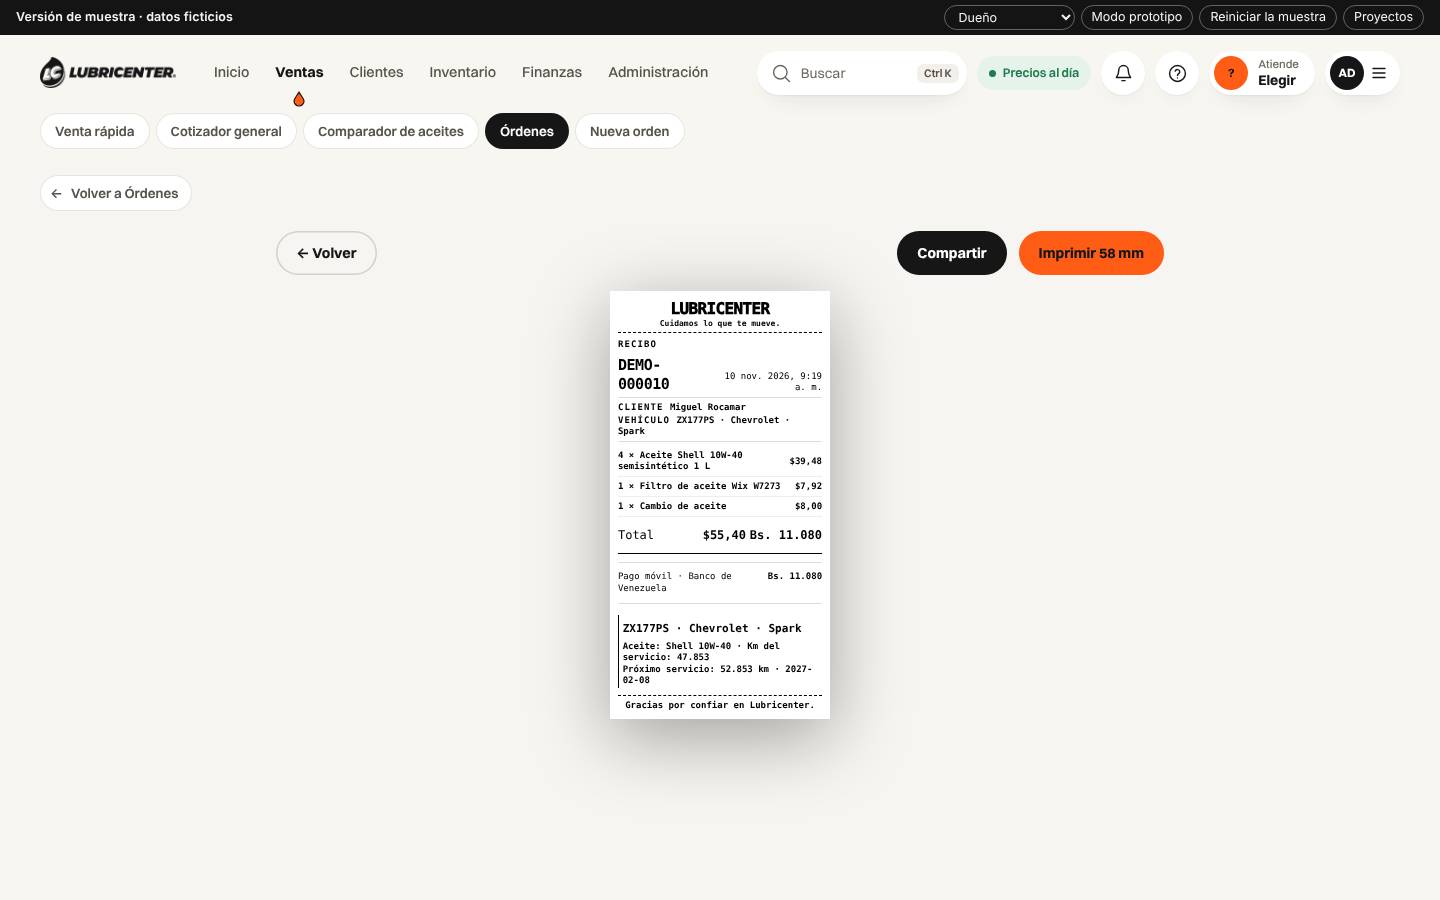 Versión de muestra · datos ficticios
Dueño
Modo prototipo
Reiniciar la muestra
Proyectos
LG LUBRICENTER.
Inicio
Ventas
Clientes
Inventario
Finanzas
Administración
Buscar
Ctrl K
Precios al día
?
Atiende
Elegir
AD
Venta rápida
Cotizador general
Comparador de aceites
Órdenes
Nueva orden
← Volver a Órdenes
← Volver
Compartir
Imprimir 58 mm
LUBRICENTER
Cuidamos lo que te mueve.
RECIBO
DEMO-
000010
10 nov. 2026, 9:19
a. m.
CLIENTE Miguel Rocamar
VEHÍCULO ZX177PS · Chevrolet ·
Spark
4 × Aceite Shell 10W-40
semisintético 1 L
$39,48
1 × Filtro de aceite Wix W7273 $7,92
1 × Cambio de aceite $8,00
Total $55,40 Bs. 11.080
Pago móvil · Banco de
Venezuela
Bs. 11.080
ZX177PS · Chevrolet · Spark
Aceite: Shell 10W-40 · Km del
servicio: 47.853
Próximo servicio: 52.853 km · 2027-
02-08
Gracias por confiar en Lubricenter.